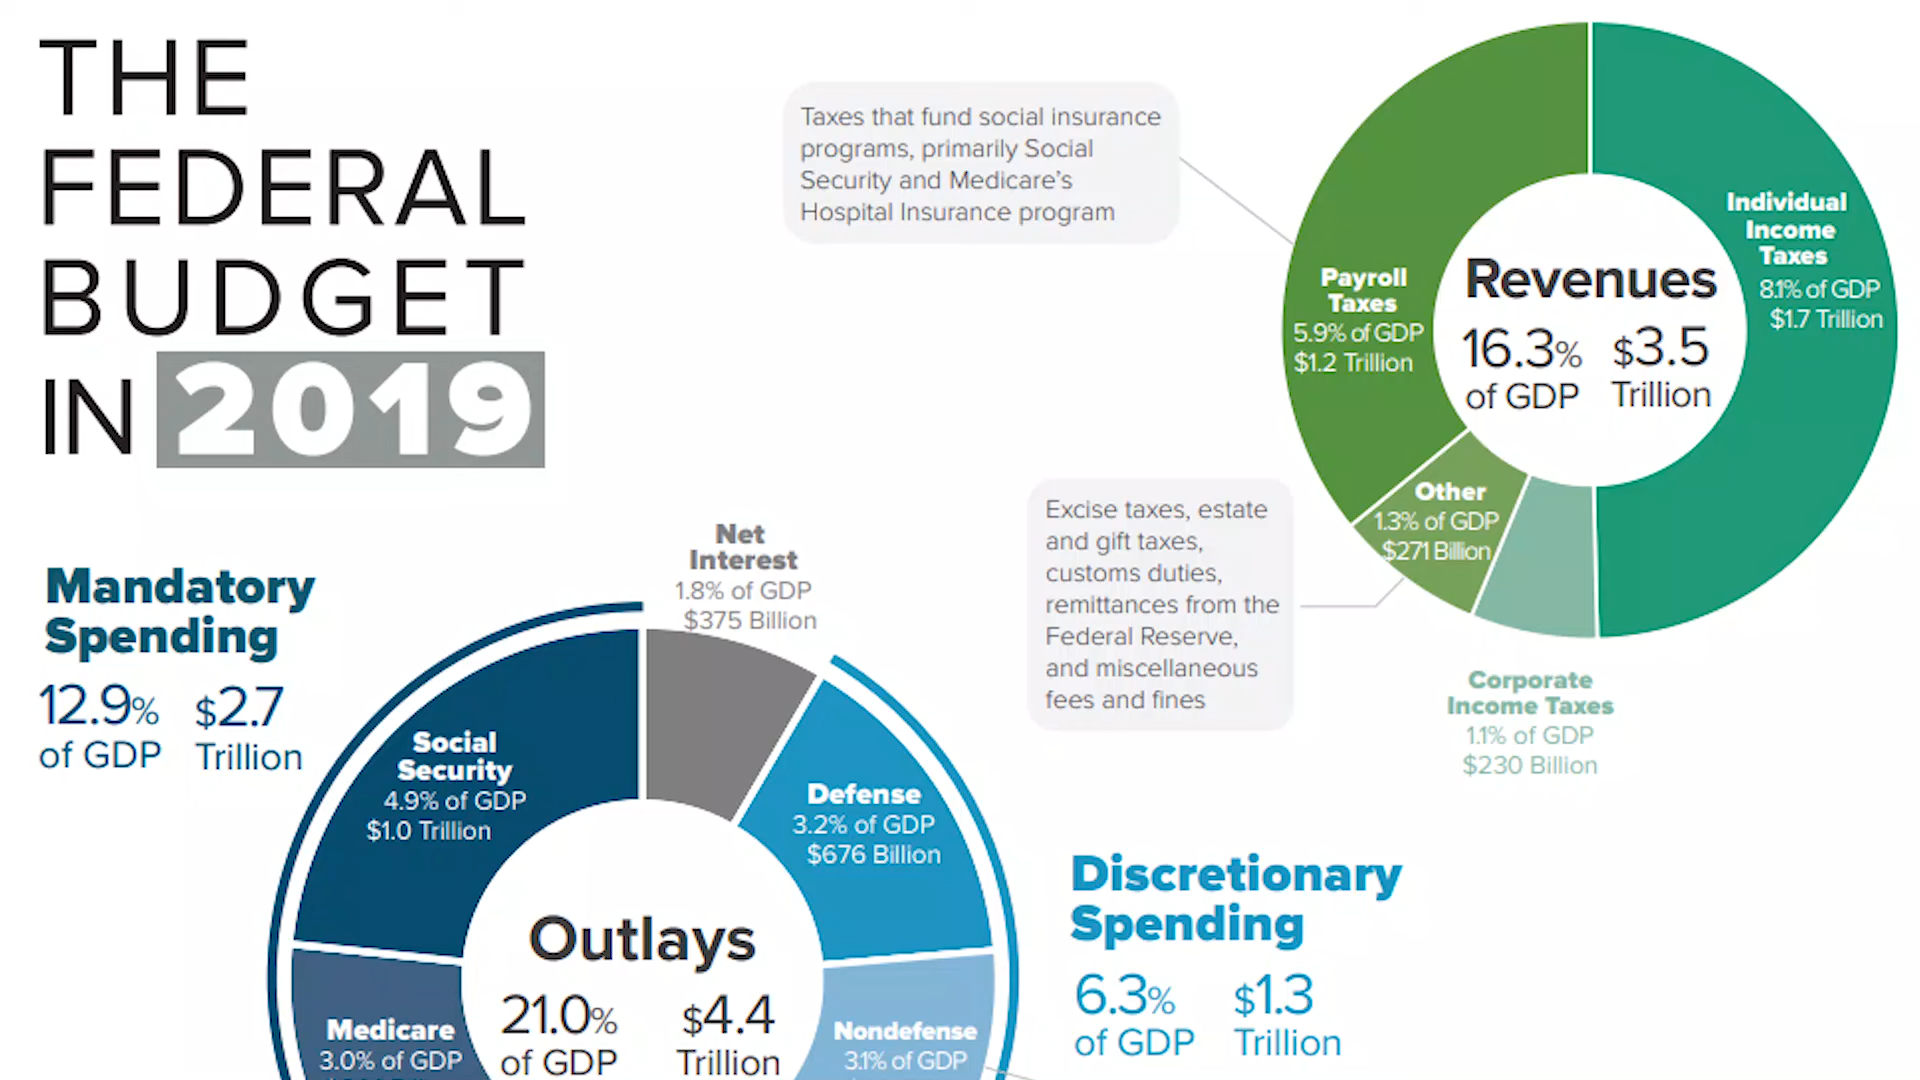 THE
FEDERAL
BUDGET
IN 2019
Taxes that fund social insurance
programs, primarily Social
Security and Medicare's
Hospital Insurance program
Revenues
16.3% of GDP
$3.5 Trillion
Individual
Income
Taxes
8.1% of GDP
$1.7 Trillion
Payroll
Taxes
5.9% of GDP
$1.2 Trillion
Other
1.3% of GDP
$271 Billion
Excise taxes, estate
and gift taxes,
customs duties,
remittances from the
Federal Reserve,
and miscellaneous
fees and fines
Corporate
Income Taxes
1.1% of GDP
$230 Billion
Mandatory
Spending
12.9% of GDP
$2.7 Trillion
Net
Interest
1.8% of GDP
$375 Billion
Social
Security
4.9% of GDP
$1.0 Trillion
Defense
3.2% of GDP
$676 Billion
Outlays
21.0% of GDP
$4.4 Trillion
Medicare
3.0% of GDP
Nondefense
3.1% of GDP
Discretionary
Spending
6.3% of GDP
$1.3 Trillion